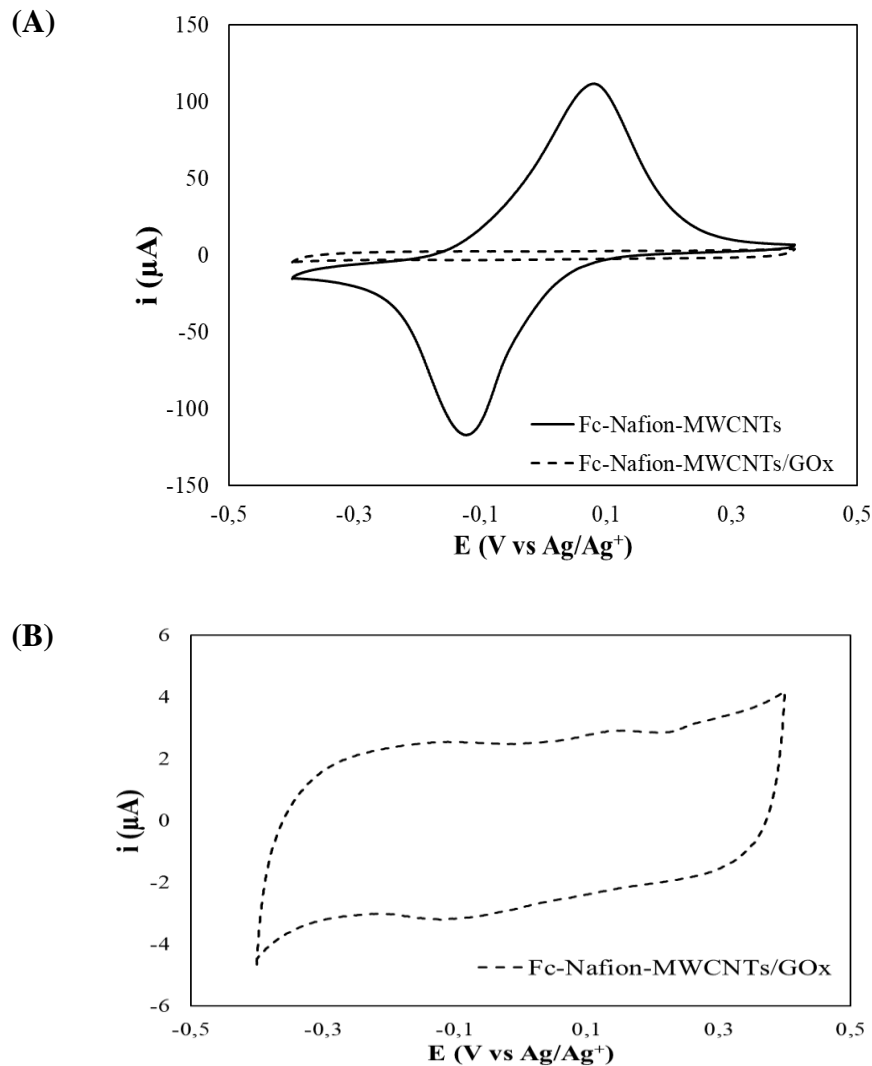 (A)
150
100
50
0
-50
-100
-150
i (µA)
Fc-Nafion-MWCNTs
Fc-Nafion-MWCNTs/GOx
-0,5 -0,3 -0,1 0,1 0,3 0,5
E (V vs Ag/Ag⁺)
(B)
6
4
2
0
-2
-4
-6
i (µA)
Fc-Nafion-MWCNTs/GOx
-0,5 -0,3 -0,1 0,1 0,3 0,5
E (V vs Ag/Ag⁺)